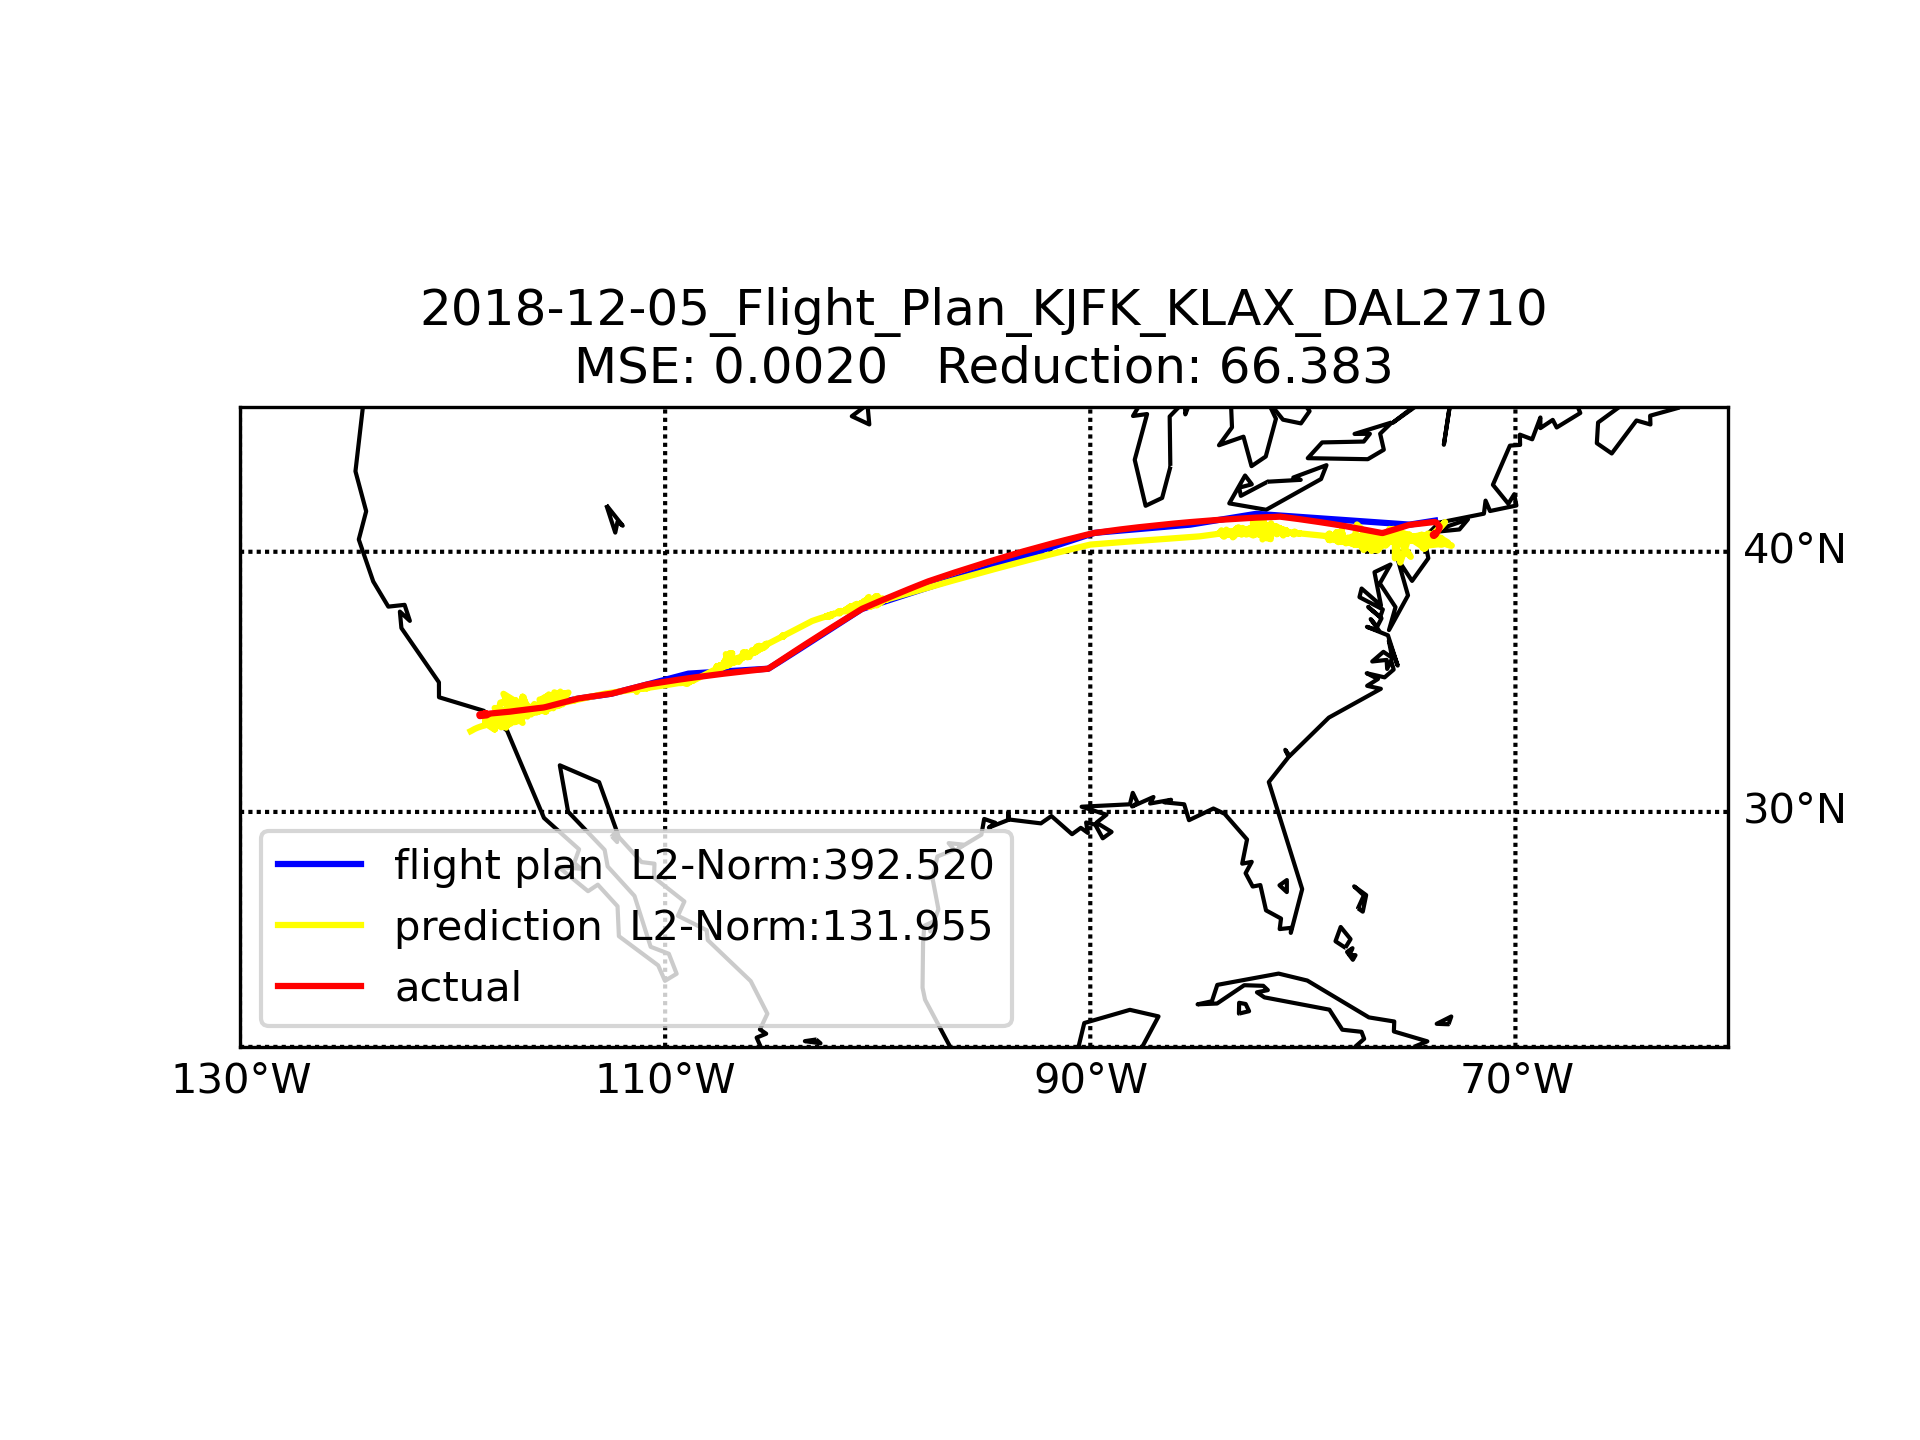 2018-12-05_Flight_Plan_KJFK_KLAX_DAL2710
MSE: 0.0020   Reduction: 66.383
40°N
30°N
flight plan  L2-Norm:392.520
prediction  L2-Norm:131.955
actual
130°W 110°W 90°W 70°W